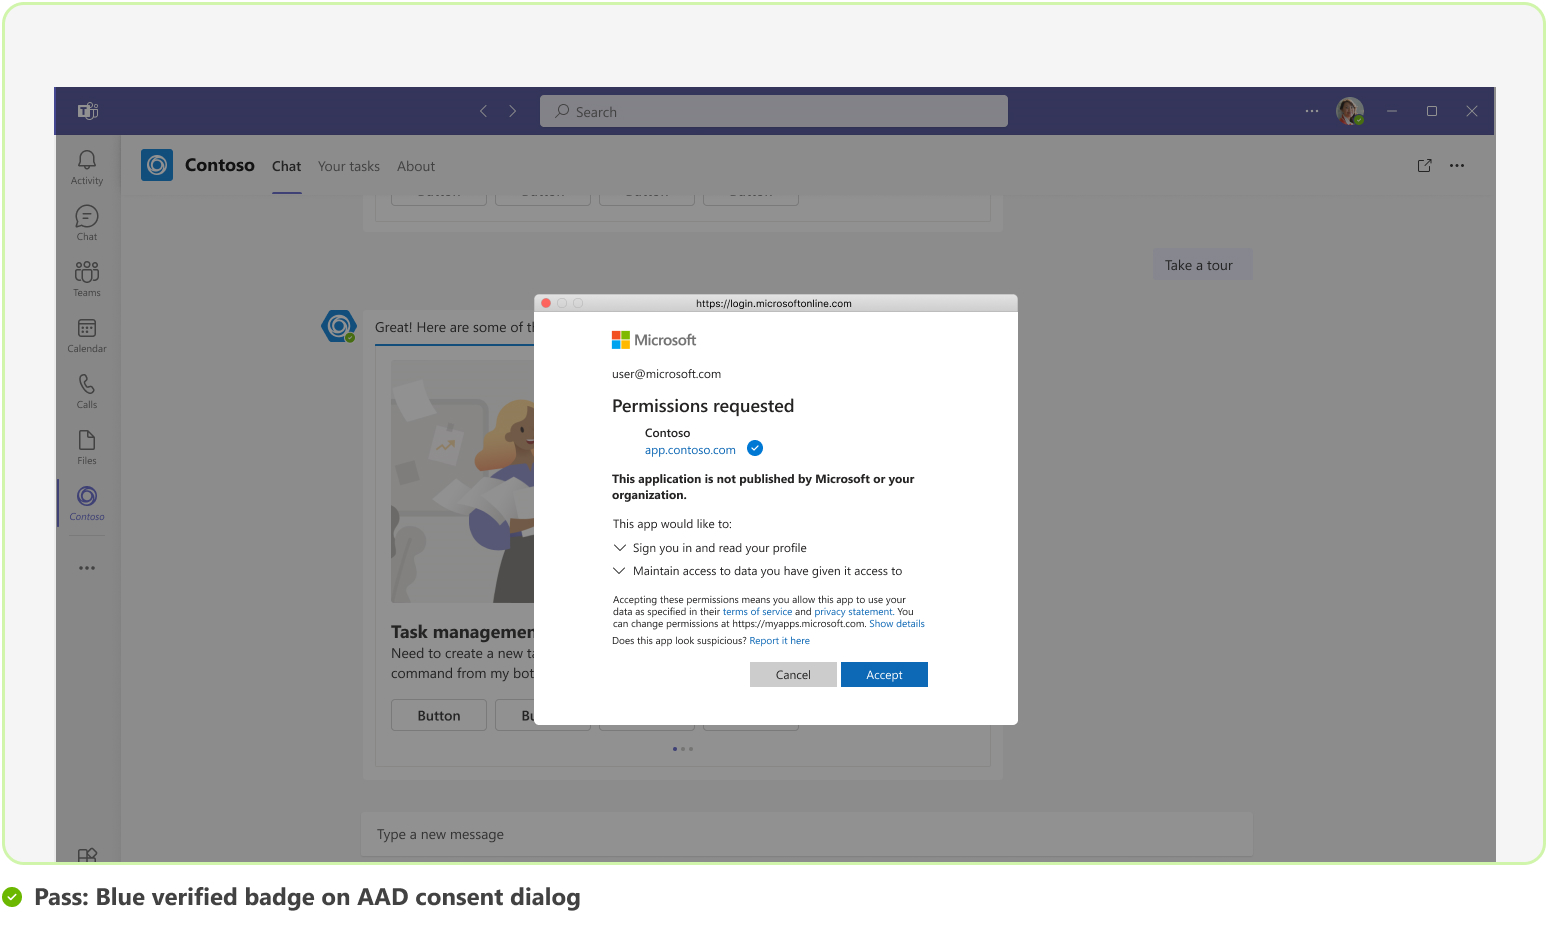 Search
Activity
Chat
Teams
Calendar
Calls
Files
Contoso
Contoso
Chat
Your tasks
About
Take a tour
Great! Here are some of
Task managemen
Need to create a new
command from my bot
Button
Type a new message
https://login.microsoftonline.com
Microsoft
user@microsoft.com
Permissions requested
Contoso
app.contoso.com
This application is not published by Microsoft or your
organization.
This app would like to:
Sign you in and read your profile
Maintain access to data you have given it access to
Accepting these permissions means you allow this app to use your
data as specified in their terms of service and privacy statement. You
can change permissions at https://myapps.microsoft.com. Show details
Does this app look suspicious? Report it here
Cancel
Accept
Pass: Blue verified badge on AAD consent dialog